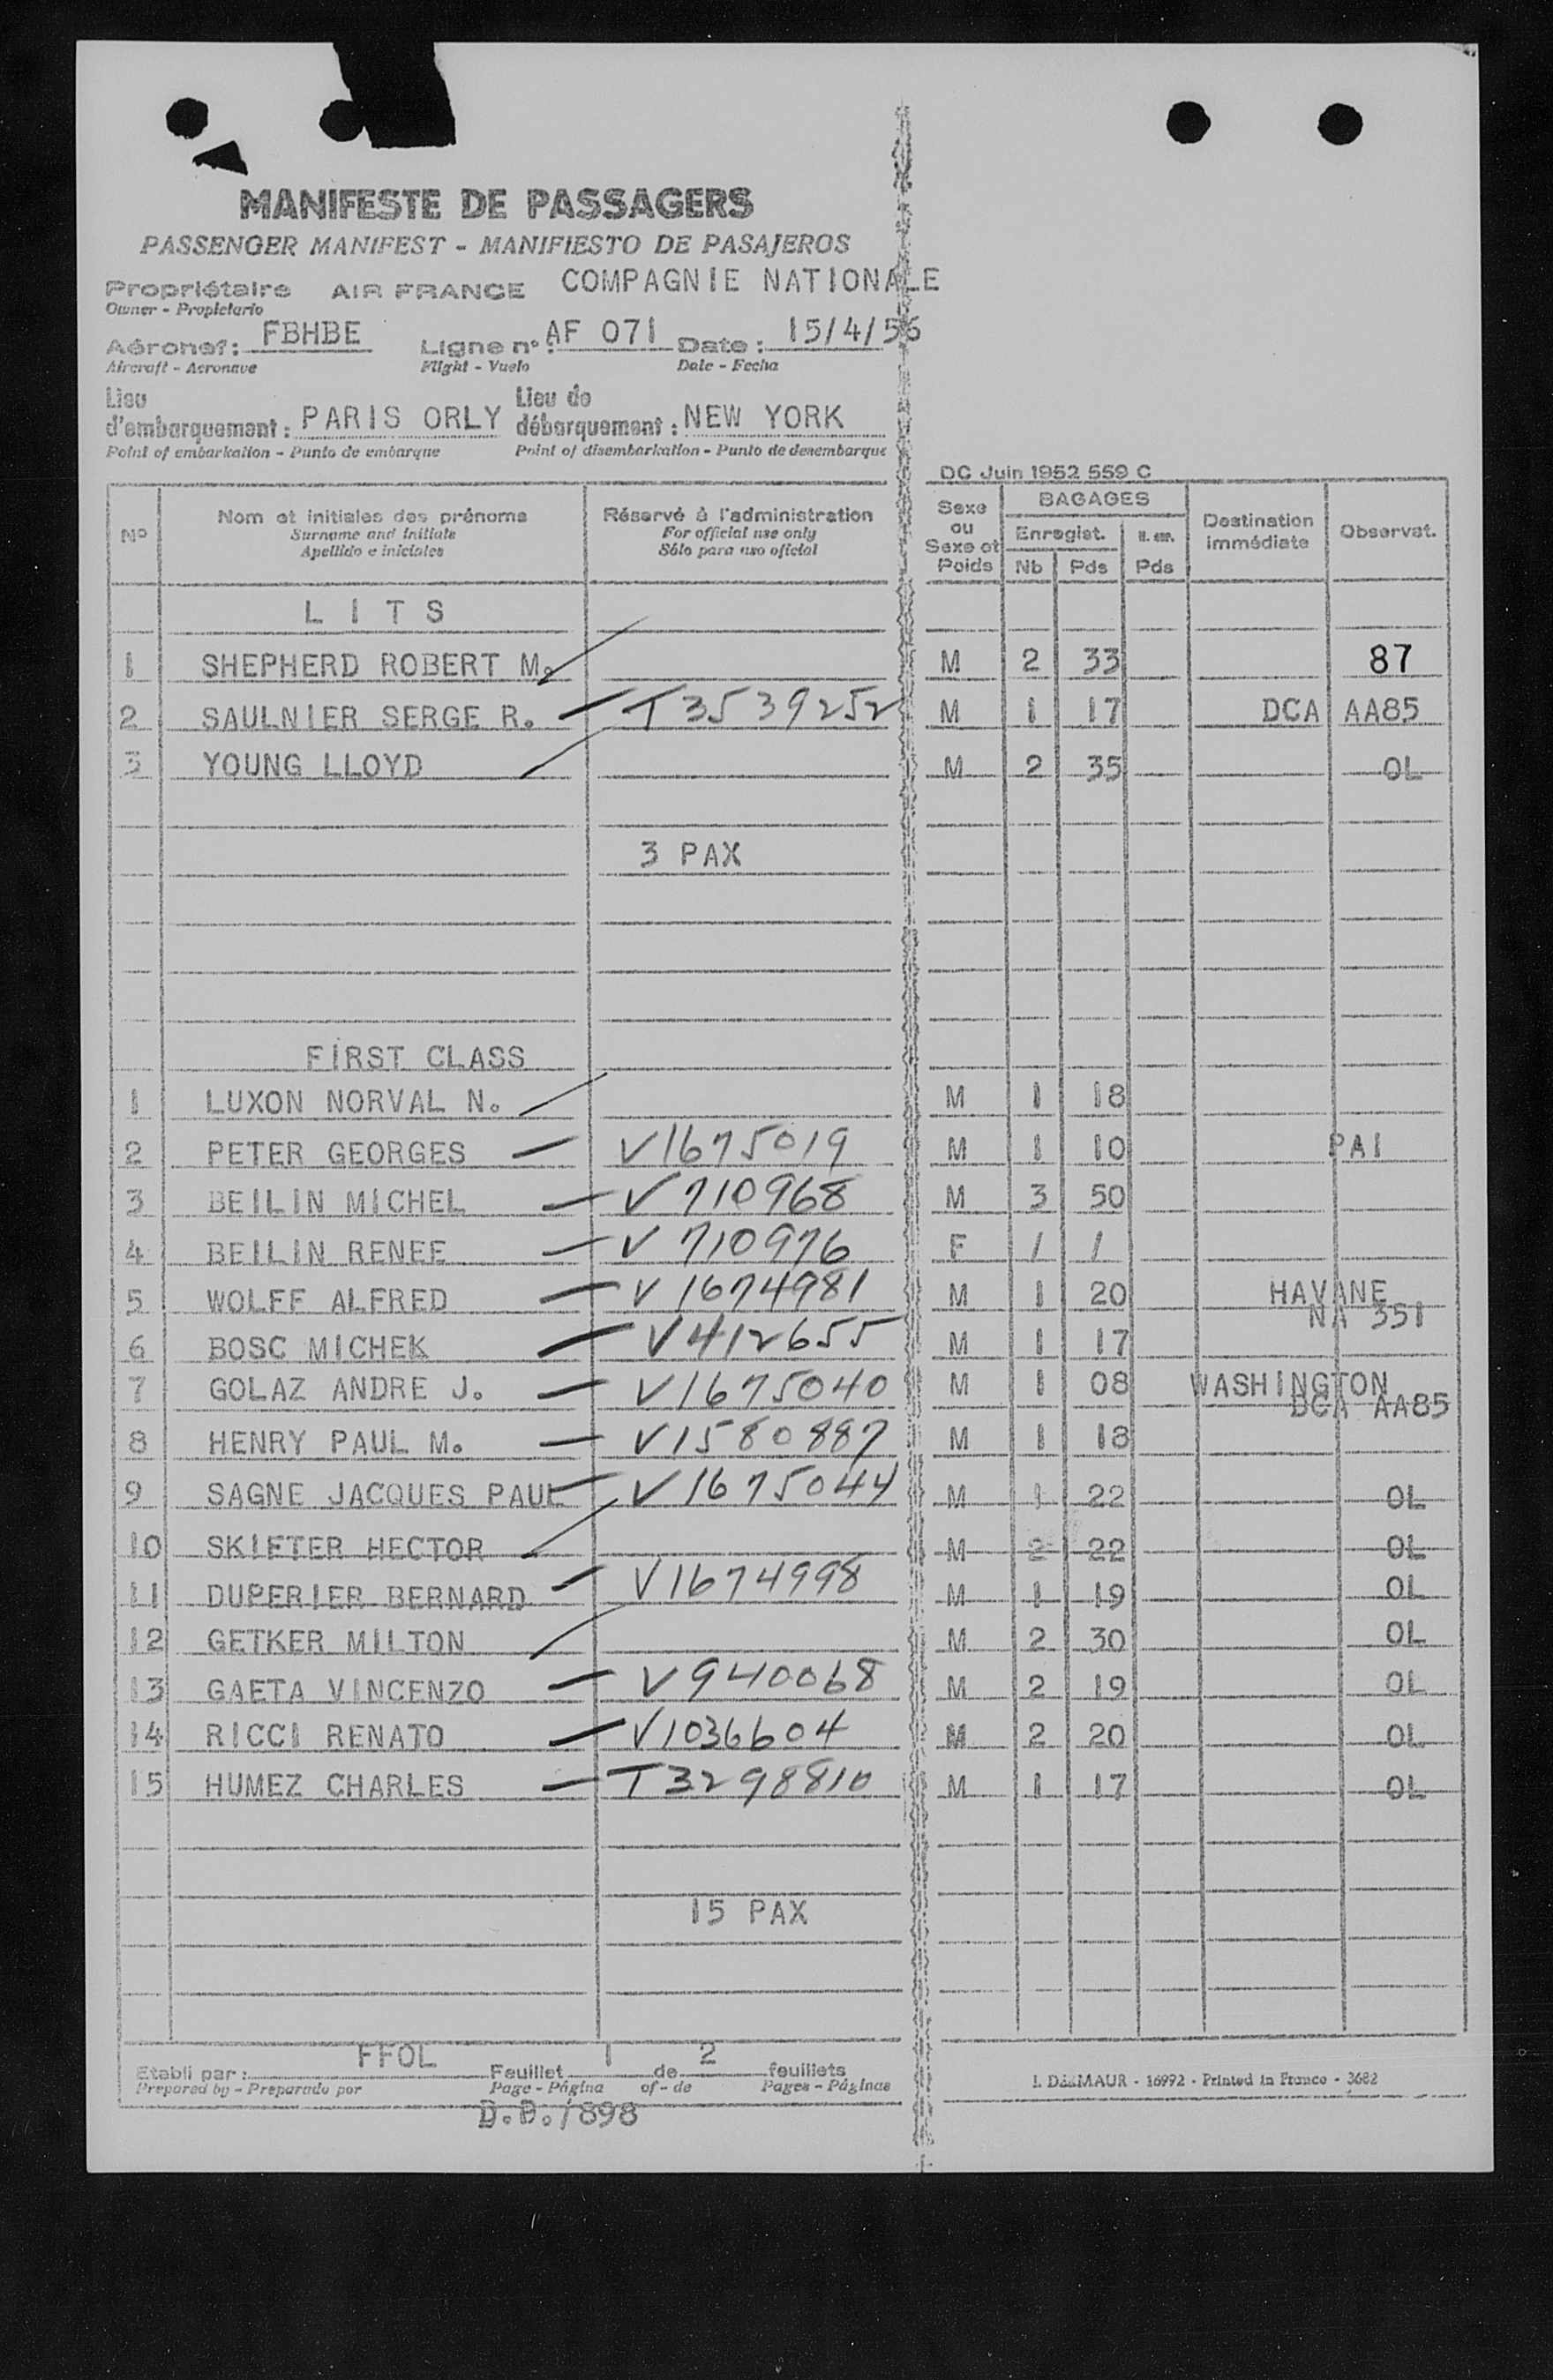 MANIFESTE DE PASSAGERS
PASSENGER MANIFEST - MANIFIESTO DE PASAJEROS
Propriétaire AIR FRANCE COMPAGNIE NATIONALE
Owner - Propietario
Aéronef: FBHBE Ligne n°: AF 071 Date: 15/4/56
Aircraft - Aeronave Flight - Vuelo Date - Fecha
Lieu d'embarquement: PARIS ORLY Lieu de débarquement: NEW YORK
Point of embarkation - Punto de embarque Point of disembarkation - Punto de desembarque
DC Juin 1952 559 C
N° Nom et initiales des prénoms Réservé à l'administration Sexe ou Sexe et Poids BAGAGES Destination immédiate Observat.
Surname and initials For official use only Enregist.
Apellido e iniciales Sólo para uso oficial Nb Pds Pds
LITS
1 SHEPHERD ROBERT M. M 2 33 87
2 SAULNIER SERGE R. T3539252 M 1 17 DCA AA85
3 YOUNG LLOYD M 2 35 OL
3 PAX
FIRST CLASS
1 LUXON NORVAL N. M 1 18
2 PETER GEORGES V1675019 M 1 10 PAI
3 BEILIN MICHEL V710968 M 3 50
4 BEILIN RENEE V710976 F / /
5 WOLFF ALFRED V1674981 M 1 20 HAVANE
NA 351
6 BOSC MICHEK V412655 M 1 17
7 GOLAZ ANDRE J. V1675040 M 1 08 WASHINGTON
DCA AA85
8 HENRY PAUL M. V1580887 M 1 18
9 SAGNE JACQUES PAUL V1675044 M 1 22 OL
10 SKIETER HECTOR M 2 22 OL
11 DUPERIER BERNARD V1674998 M 1 19 OL
12 GETKER MILTON M 2 30 OL
13 GAETA VINCENZO V940068 M 2 19 OL
14 RICCI RENATO V1036604 M 2 20 OL
15 HUMEZ CHARLES T3298810 M 1 17 OL
15 PAX
Etabli par: FFOL Feuillet 1 de 2 feuillets
Prepared by - Preparado por Page - Página of - de Pages - Páginas
I. DESMAUR - 16992 - Printed in France - 3682
D.D./898